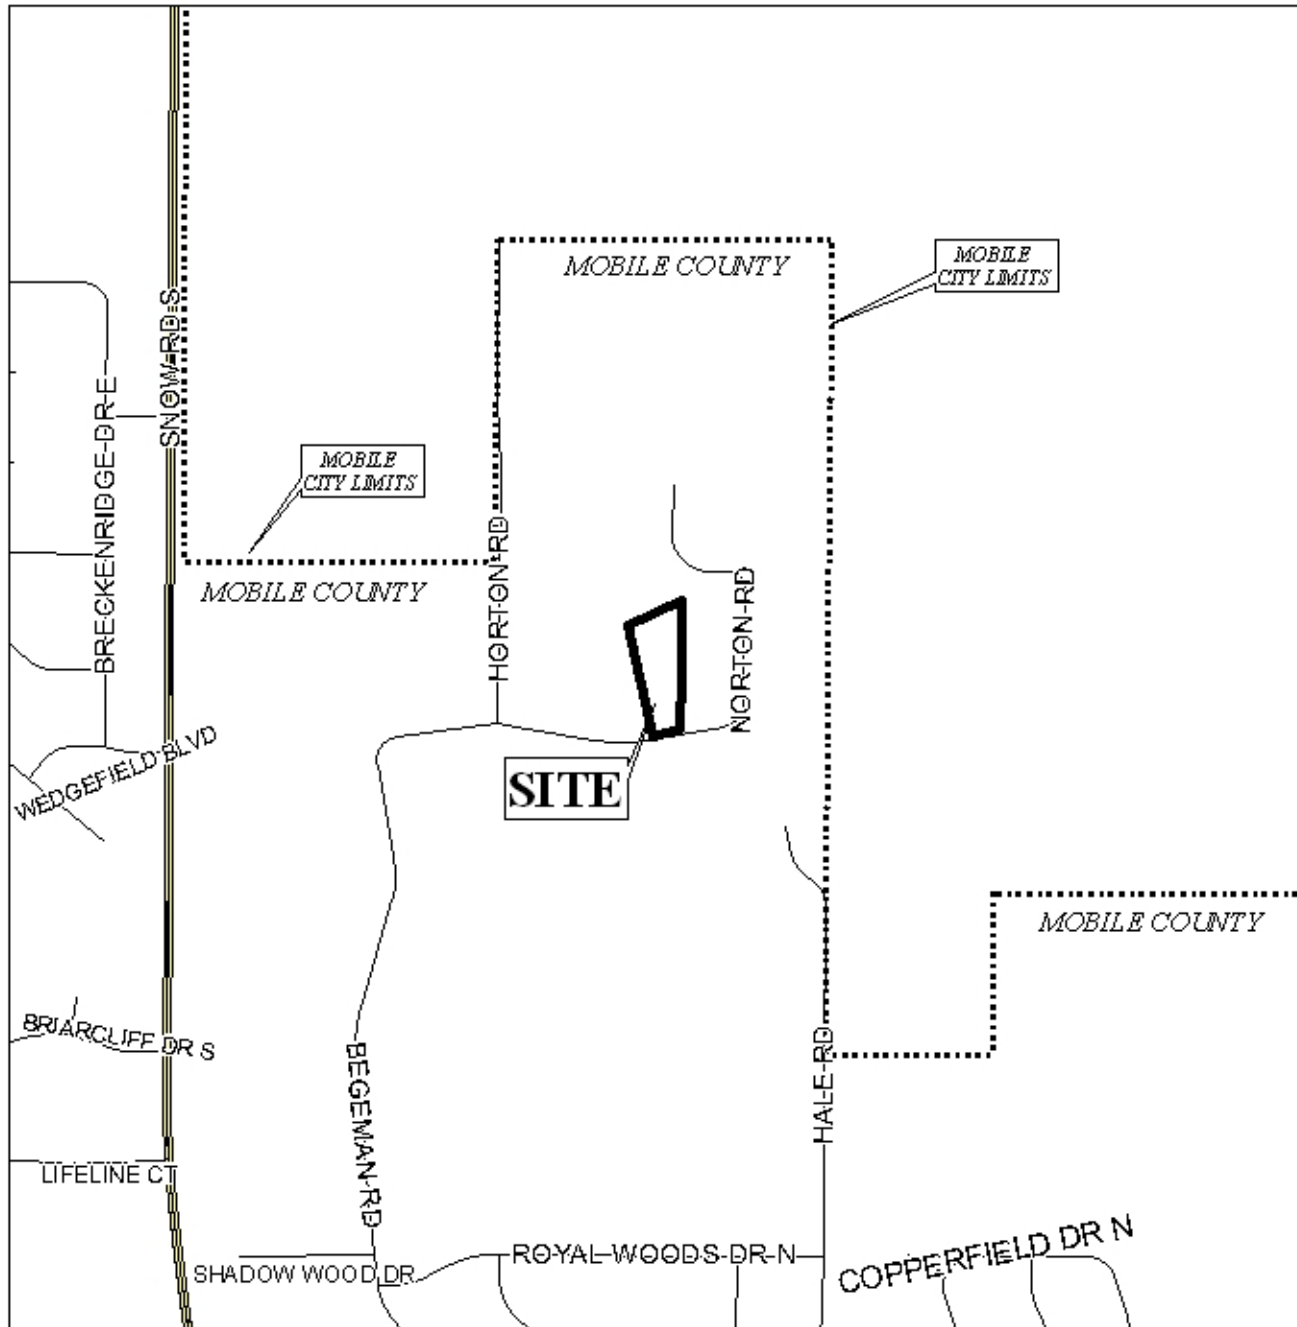 MOBILE COUNTY
MOBILE
CITY LIMITS
SNOW RD S
BRECKENRIDGE DR E
MOBILE
CITY LIMITS
MOBILE COUNTY
HORTON RD
NORTON RD
WEDGEFIELD BLVD
SITE
MOBILE COUNTY
BRIARCLIFF DR S
BEGEMAN RD
HALE RD
LIFELINE CT
SHADOW WOOD DR
ROYAL WOODS DR N
COPPERFIELD DR N